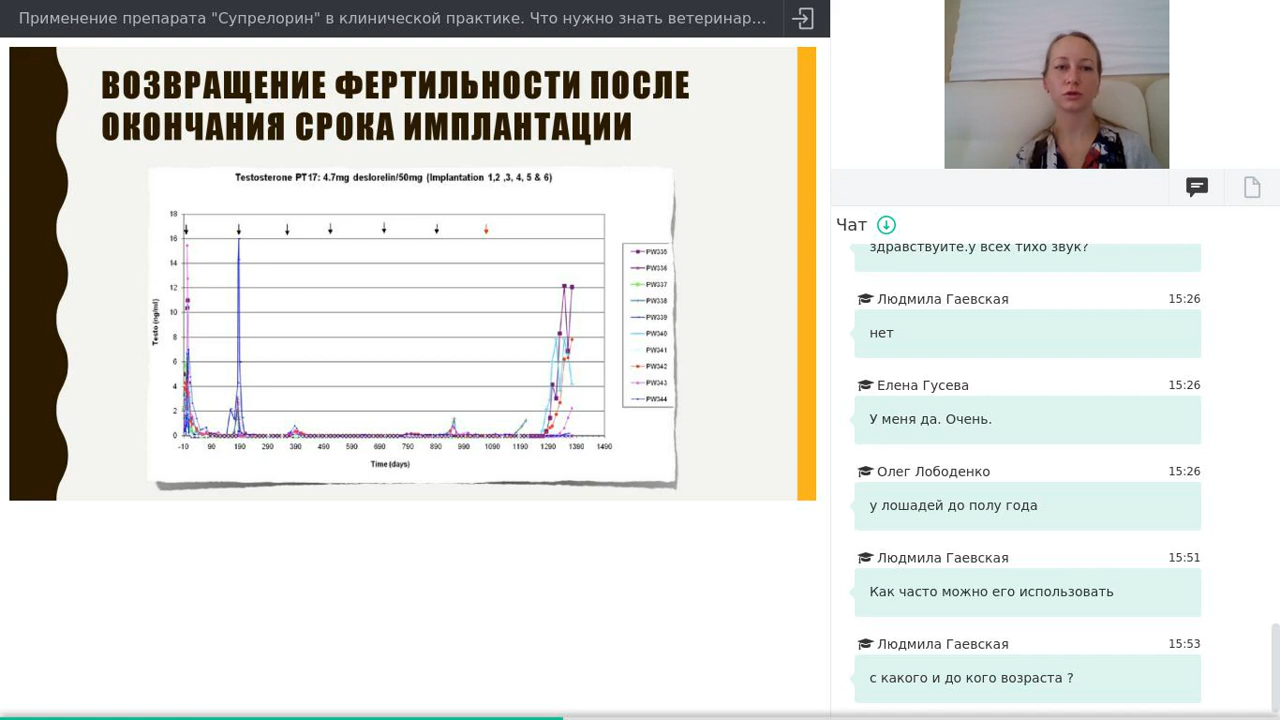 Применение препарата "Супрелорин" в клинической практике. Что нужно знать ветеринар...
ВОЗВРАЩЕНИЕ ФЕРТИЛЬНОСТИ ПОСЛЕ
ОКОНЧАНИЯ СРОКА ИМПЛАНТАЦИИ
Testosterone PT17: 4.7mg deslorelin/50mg (Implantation 1,2 ,3, 4, 5 & 6)
18
16
14
12
10
8
6
4
2
0
Testo (ng/ml)
-10 90 190 290 390 490 590 690 790 890 990 1090 1190 1290 1390 1490
Time (days)
PW335
PW336
PW337
PW338
PW339
PW340
PW341
PW342
PW343
PW344
Чат
здравствуйте.у всех тихо звук?
Людмила Гаевская 15:26
нет
Елена Гусева 15:26
У меня да. Очень.
Олег Лободенко 15:26
у лошадей до полу года
Людмила Гаевская 15:51
Как часто можно его использовать
Людмила Гаевская 15:53
с какого и до кого возраста ?